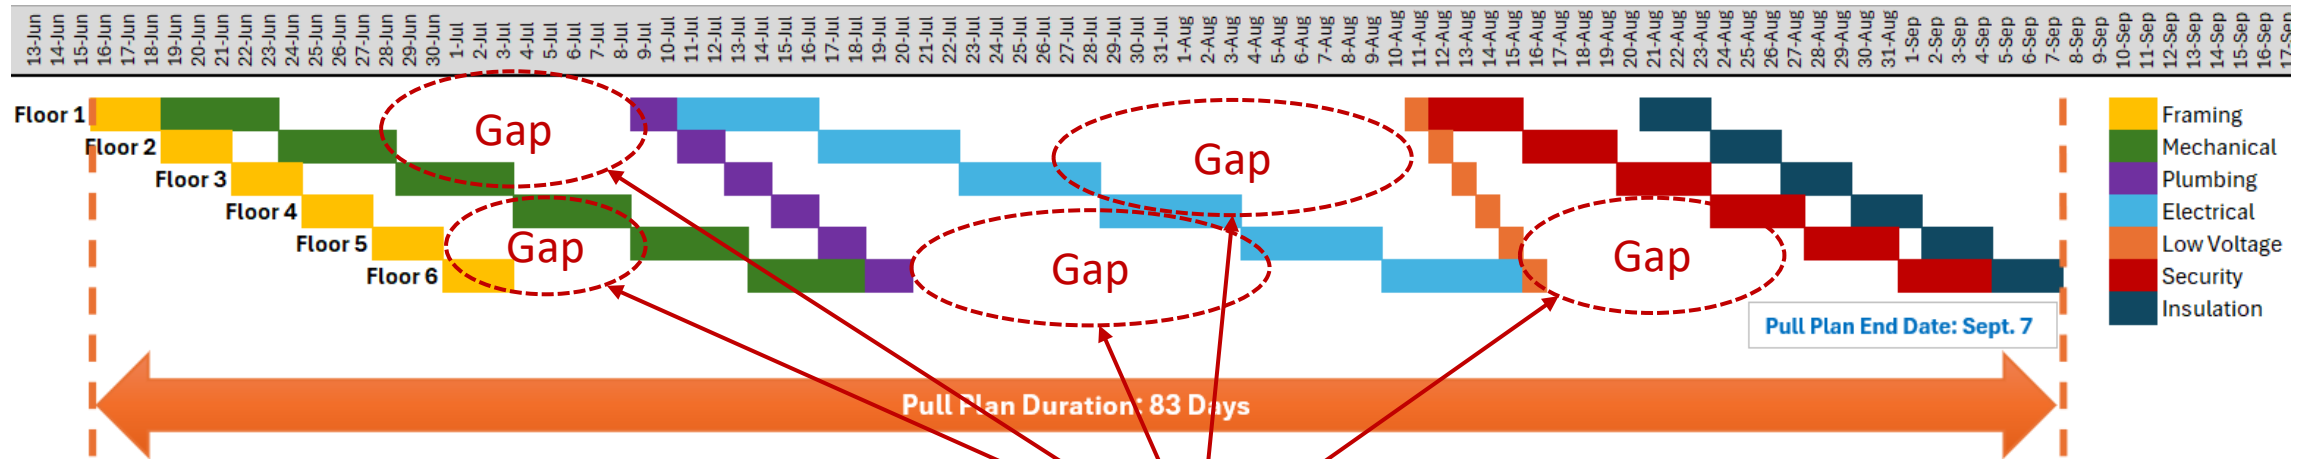 13-Jun 14-Jun 15-Jun 16-Jun 17-Jun 18-Jun 19-Jun 20-Jun 21-Jun 22-Jun 23-Jun 24-Jun 25-Jun 26-Jun 27-Jun 28-Jun 29-Jun 30-Jun 1-Jul 2-Jul 3-Jul 4-Jul 5-Jul 6-Jul 7-Jul 8-Jul 9-Jul 10-Jul 11-Jul 12-Jul 13-Jul 14-Jul 15-Jul 16-Jul 17-Jul 18-Jul 19-Jul 20-Jul 21-Jul 22-Jul 23-Jul 24-Jul 25-Jul 26-Jul 27-Jul 28-Jul 29-Jul 30-Jul 31-Jul 1-Aug 2-Aug 3-Aug 4-Aug 5-Aug 6-Aug 7-Aug 8-Aug 9-Aug 10-Aug 11-Aug 12-Aug 13-Aug 14-Aug 15-Aug 16-Aug 17-Aug 18-Aug 19-Aug 20-Aug 21-Aug 22-Aug 23-Aug 24-Aug 25-Aug 26-Aug 27-Aug 28-Aug 29-Aug 30-Aug 31-Aug 1-Sep 2-Sep 3-Sep 4-Sep 5-Sep 6-Sep 7-Sep 8-Sep 9-Sep 10-Sep 11-Sep 12-Sep 13-Sep 14-Sep 15-Sep 16-Sep 17-Sep
Floor 1
Floor 2
Floor 3
Floor 4
Floor 5
Floor 6
Gap
Gap
Gap
Gap
Gap
Framing
Mechanical
Plumbing
Electrical
Low Voltage
Security
Insulation
Pull Plan End Date: Sept. 7
Pull Plan Duration: 83 Days